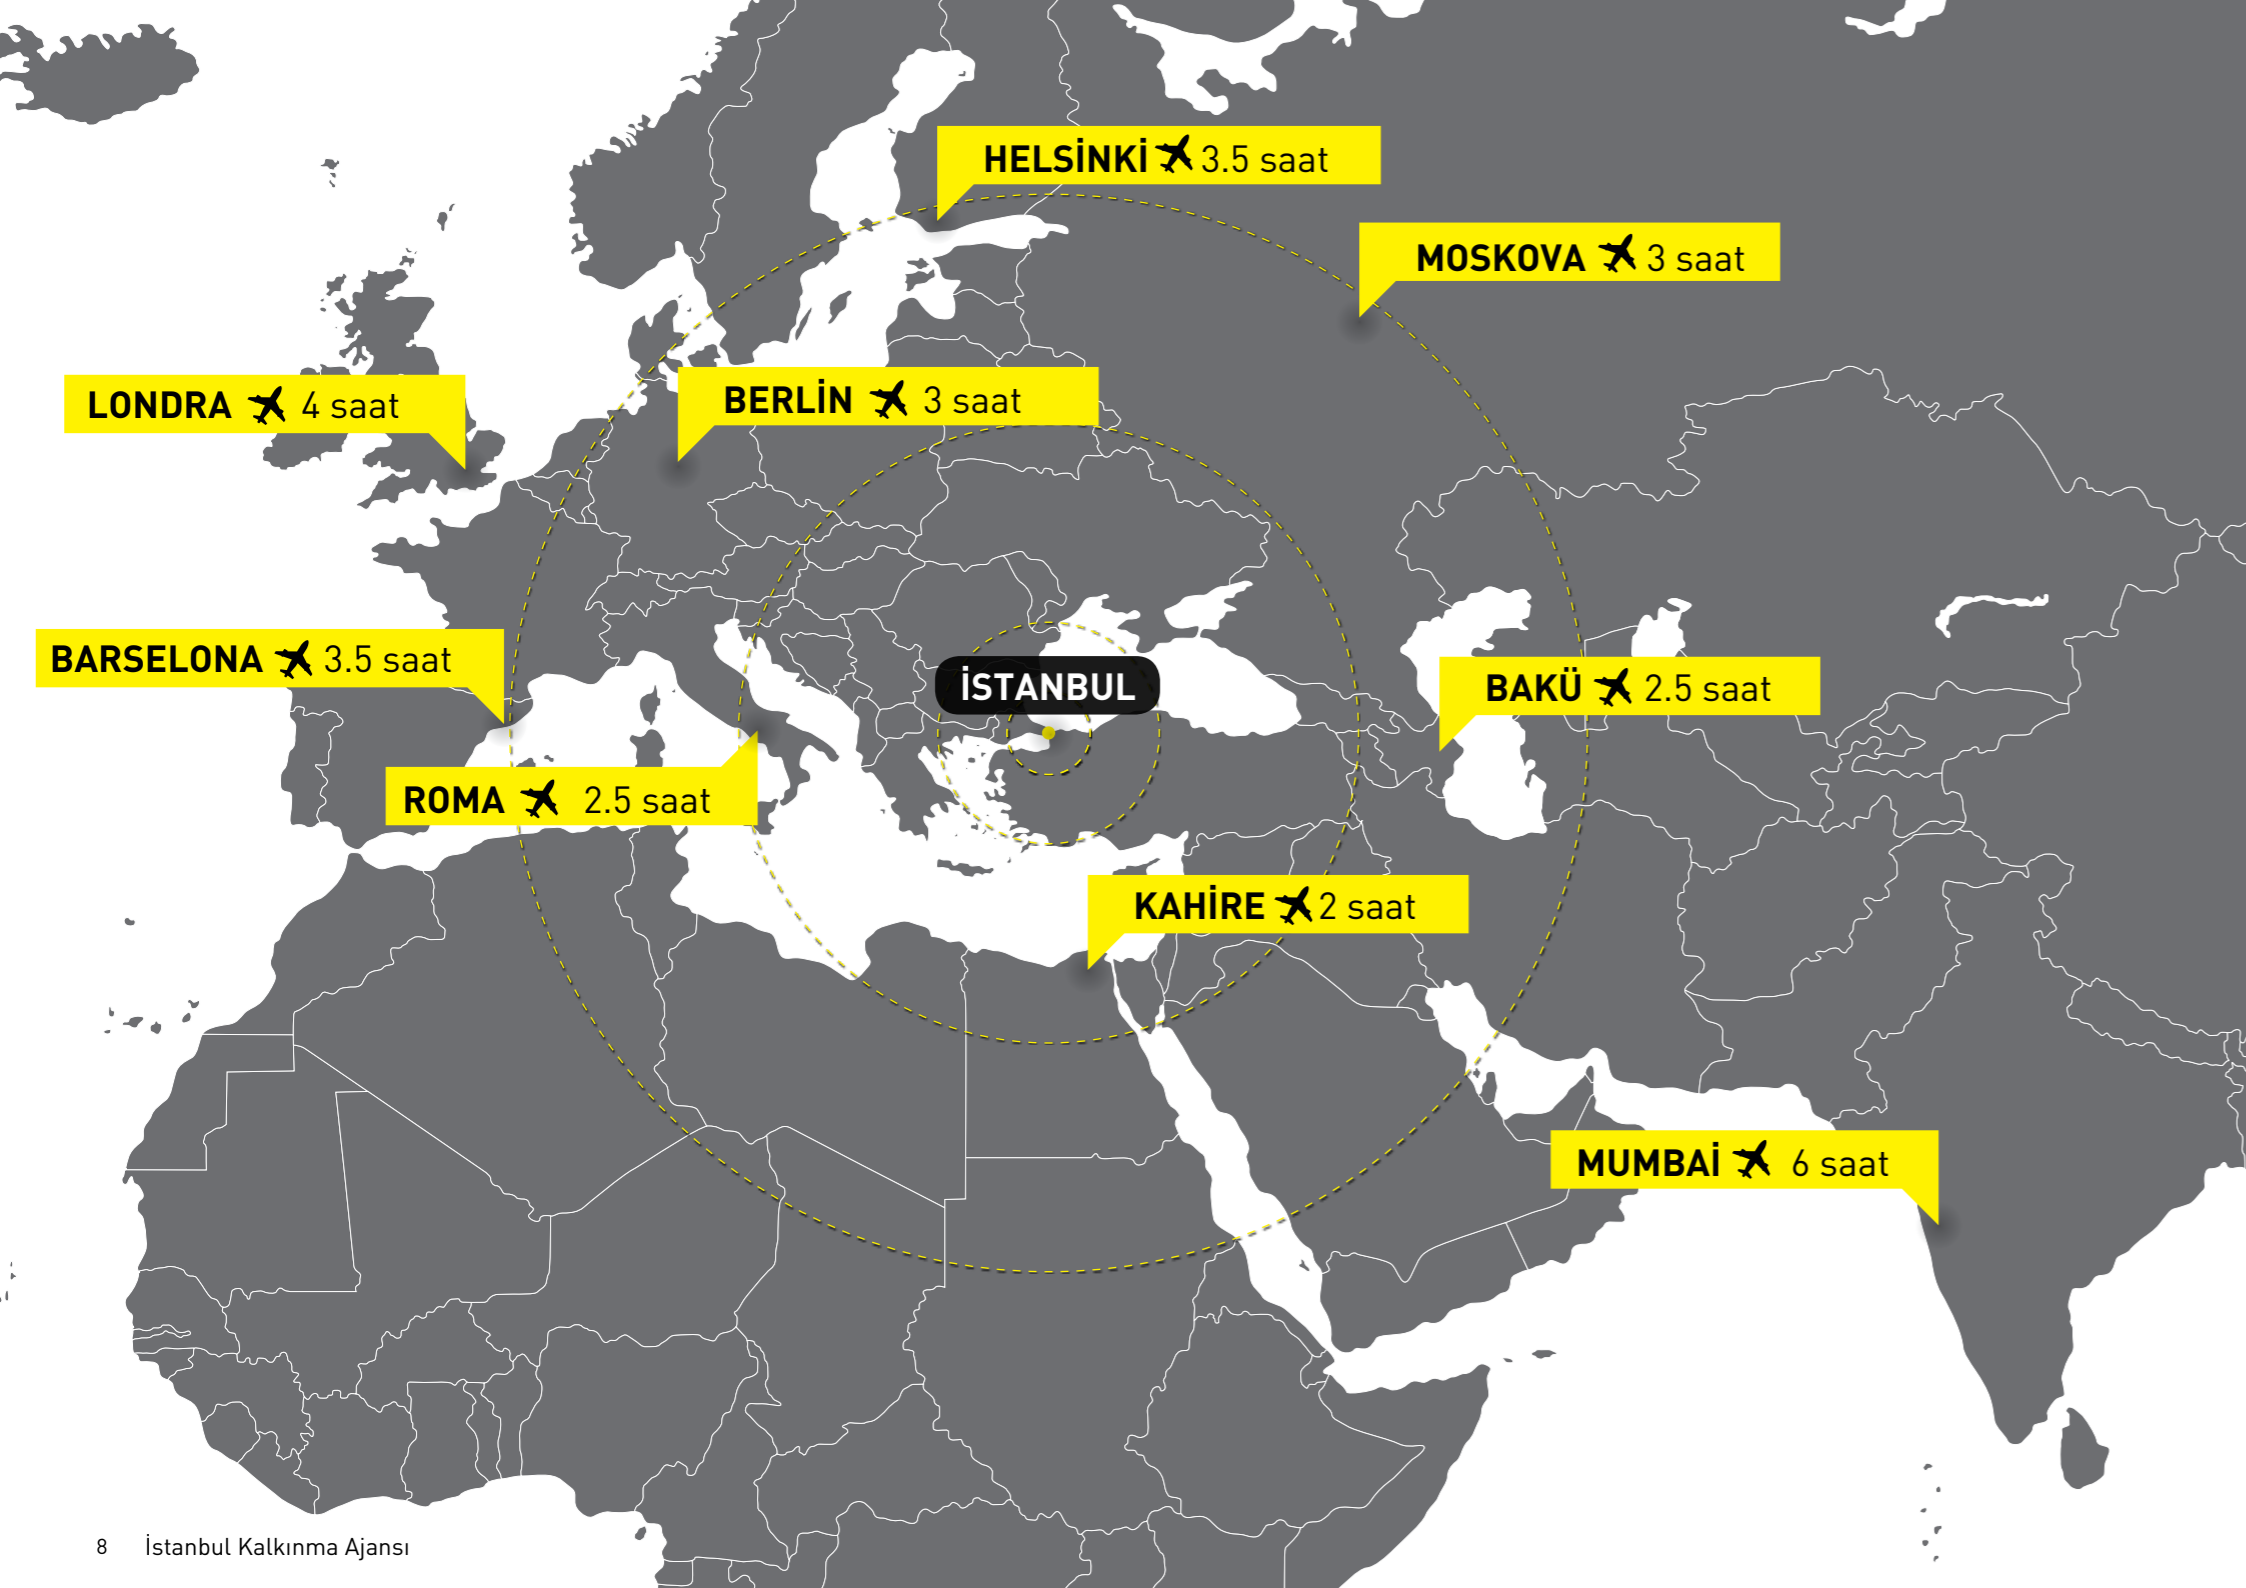 HELSİNKİ 3.5 saat
MOSKOVA 3 saat
LONDRA 4 saat
BERLİN 3 saat
BARSELONA 3.5 saat
İSTANBUL
BAKÜ 2.5 saat
ROMA 2.5 saat
KAHİRE 2 saat
MUMBAİ 6 saat
8 İstanbul Kalkınma Ajansı